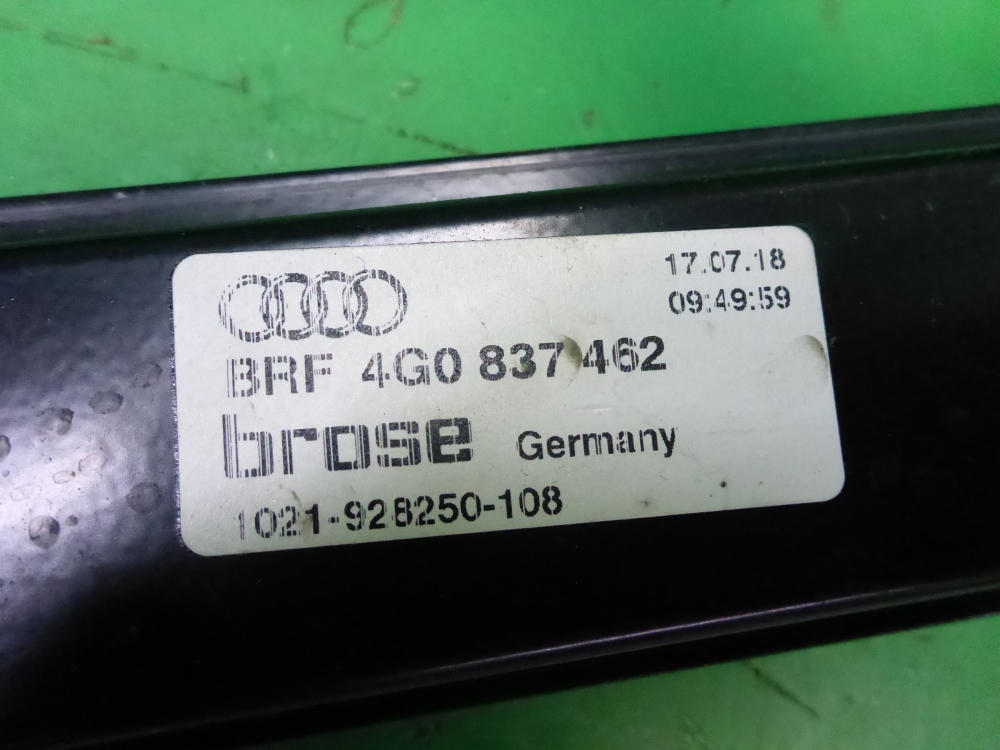 17.07.18
09:49:59
BRF 4G0 837 462
brose Germany
1021-928250-108